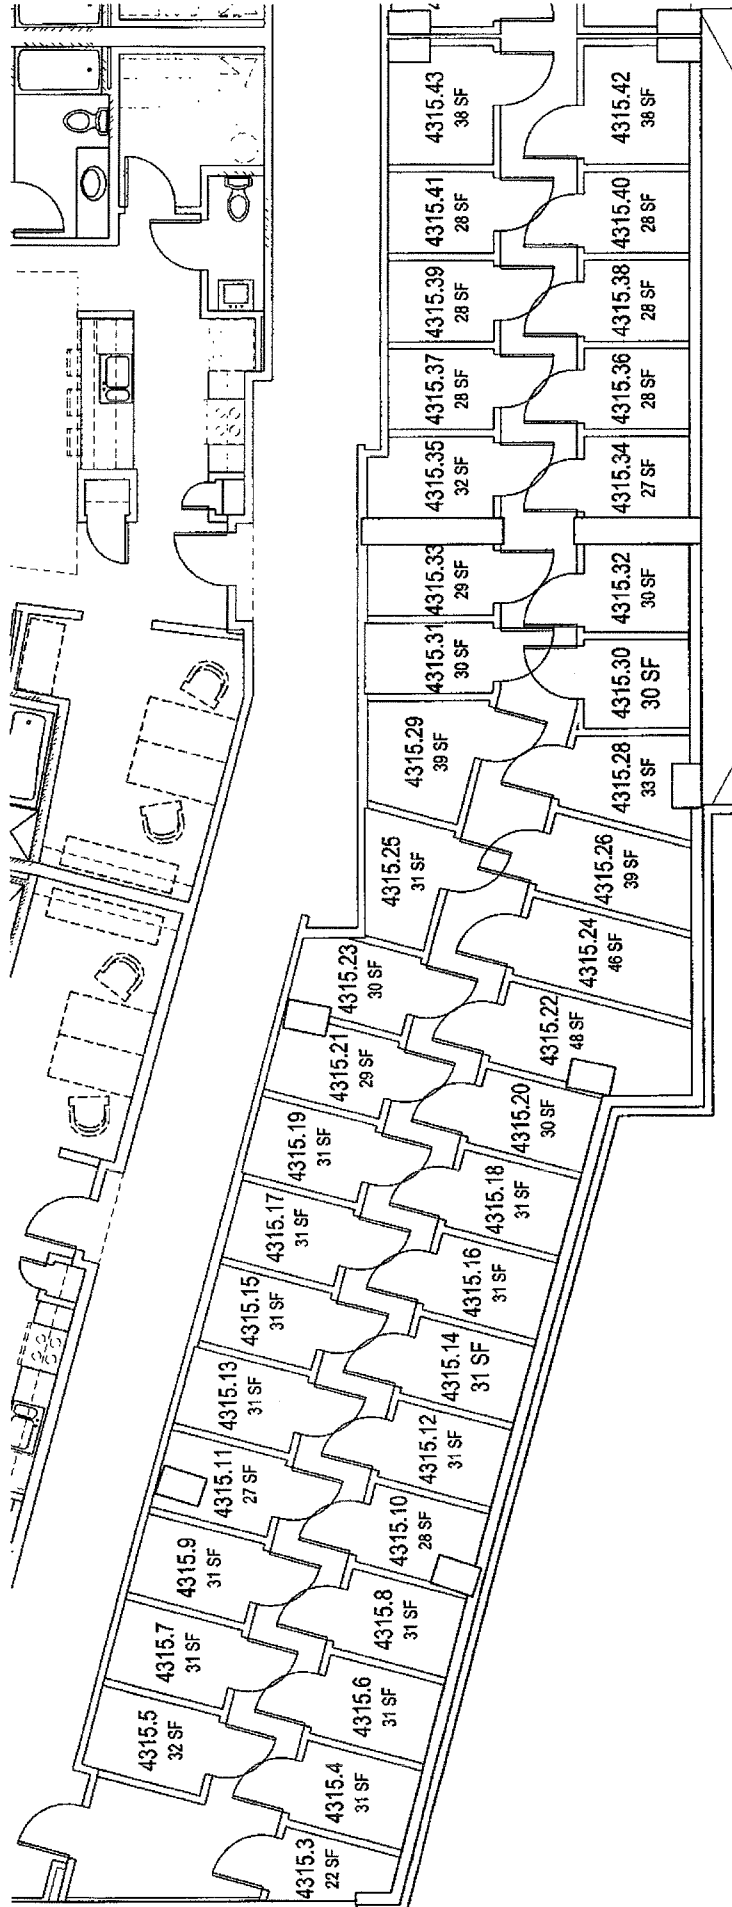 4315.43
38 SF
4315.42
38 SF
4315.41
28 SF
4315.40
28 SF
4315.39
28 SF
4315.38
28 SF
4315.37
28 SF
4315.36
28 SF
4315.35
32 SF
4315.34
27 SF
4315.33
29 SF
4315.32
30 SF
4315.31
30 SF
4315.30
30 SF
4315.29
39 SF
4315.28
33 SF
4315.25
31 SF
4315.26
39 SF
4315.24
46 SF
4315.23
30 SF
4315.22
48 SF
4315.21
29 SF
4315.20
30 SF
4315.19
31 SF
4315.18
31 SF
4315.17
31 SF
4315.16
31 SF
4315.15
31 SF
4315.14
31 SF
4315.13
31 SF
4315.12
31 SF
4315.11
27 SF
4315.10
28 SF
4315.9
31 SF
4315.8
31 SF
4315.7
31 SF
4315.6
31 SF
4315.5
32 SF
4315.4
31 SF
4315.3
22 SF